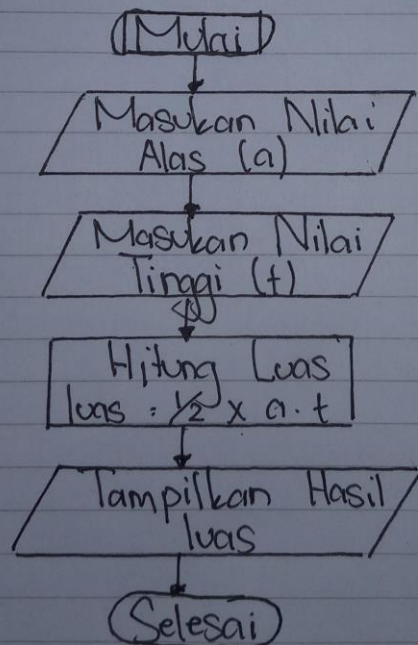 Mulai
Masukan Nilai
Alas (a)
Masukan Nilai
Tinggi (t)
Hitung Luas
luas = 1/2 x a. t
Tampilkan Hasil
luas
Selesai